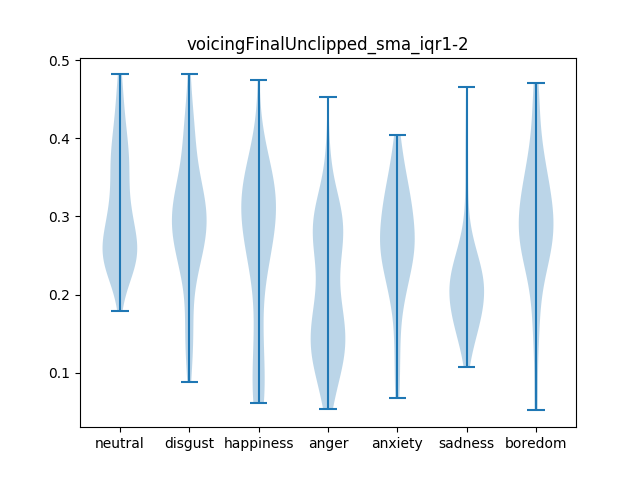 voicingFinalUnclipped_sma_iqr1-2
0.5
0.4
0.3
0.2
0.1
neutral disgust happiness anger anxiety sadness boredom